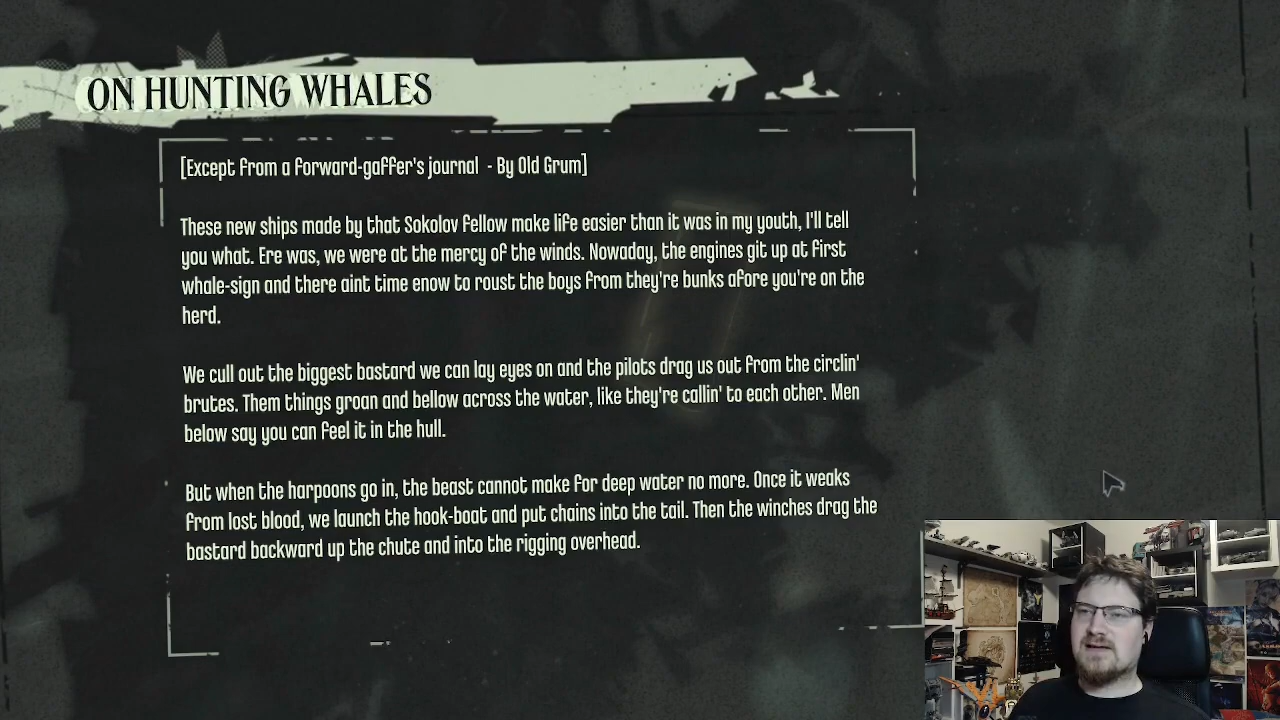 ON HUNTING WHALES
[Except from a forward-gaffer's journal - By Old Grum]
These new ships made by that Sokolov fellow make life easier than it was in my youth, I'll tell
you what. Ere was, we were at the mercy of the winds. Nowaday, the engines git up at first
whale-sign and there aint time enow to roust the boys from they're bunks afore you're on the
herd.
We cull out the biggest bastard we can lay eyes on and the pilots drag us out from the circlin'
brutes. Them things groan and bellow across the water, like they're callin' to each other. Men
below say you can feel it in the hull.
But when the harpoons go in, the beast cannot make for deep water no more. Once it weaks
from lost blood, we launch the hook-boat and put chains into the tail. Then the winches drag the
bastard backward up the chute and into the rigging overhead.